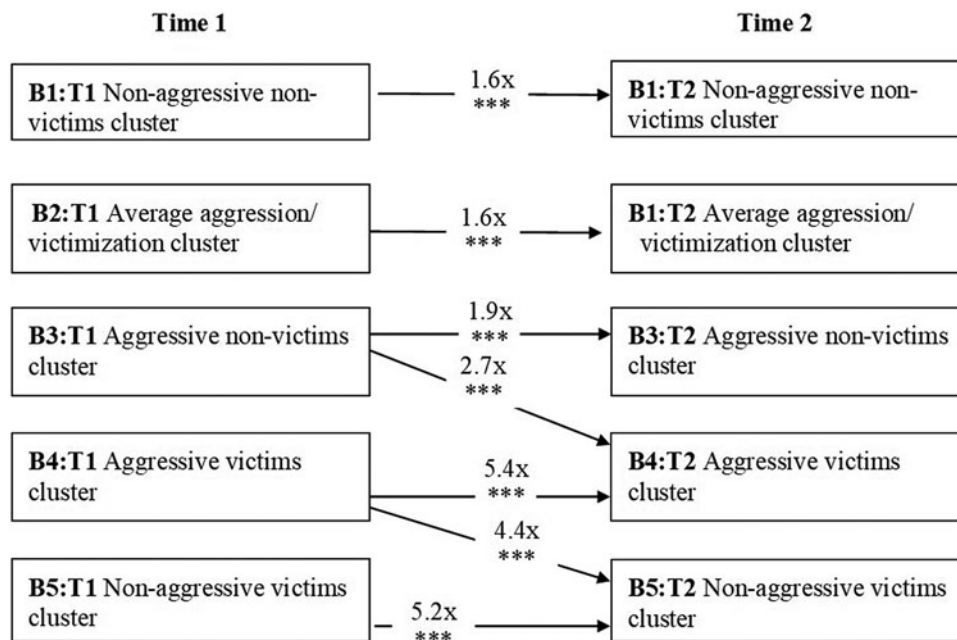 Time 1
Time 2
B1:T1 Non-aggressive non-
victims cluster
1.6x
***
B1:T2 Non-aggressive non-
victims cluster
B2:T1 Average aggression/
victimization cluster
1.6x
***
B1:T2 Average aggression/
victimization cluster
B3:T1 Aggressive non-victims
cluster
1.9x
***
2.7x
***
B3:T2 Aggressive non-victims
cluster
B4:T1 Aggressive victims
cluster
5.4x
***
4.4x
***
B4:T2 Aggressive victims
cluster
B5:T1 Non-aggressive victims
cluster
5.2x
***
B5:T2 Non-aggressive victims
cluster